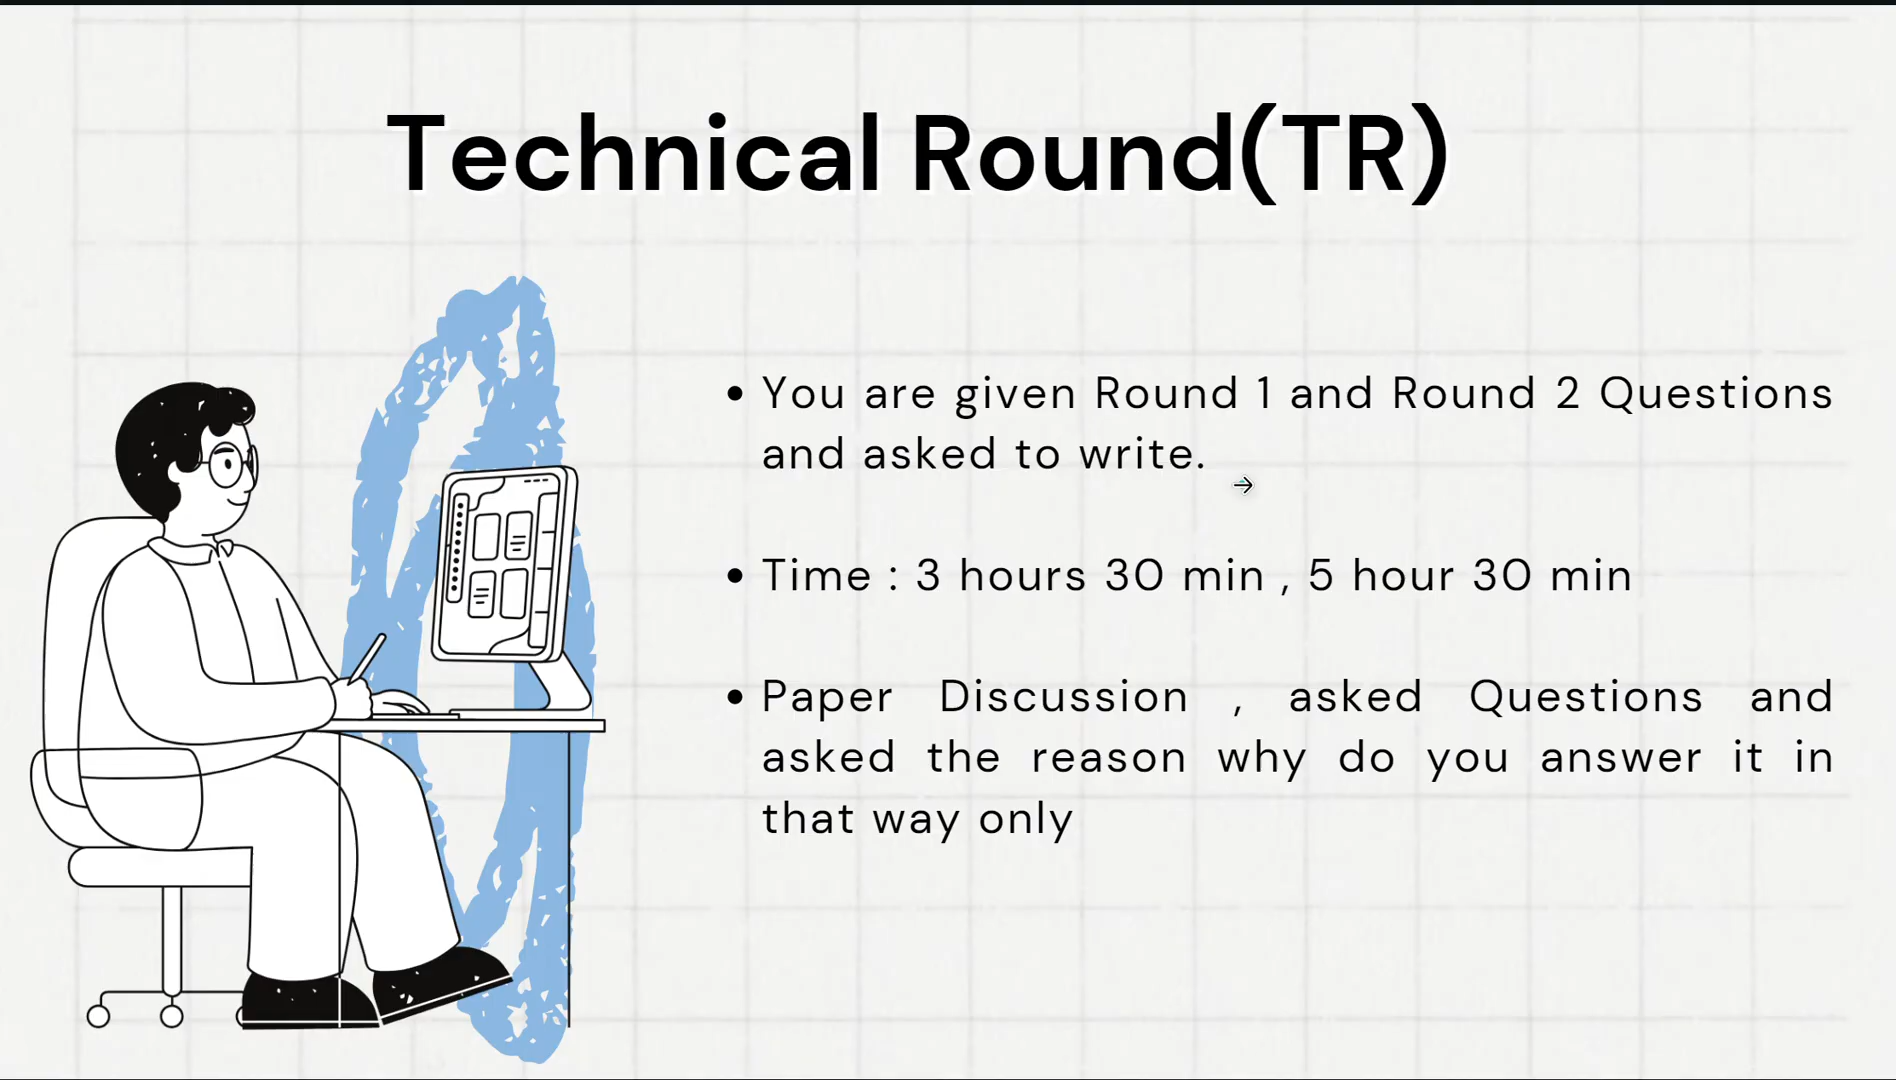 Technical Round(TR)
• You are given Round 1 and Round 2 Questions
and asked to write.
• Time : 3 hours 30 min , 5 hour 30 min
• Paper Discussion , asked Questions and
asked the reason why do you answer it in
that way only